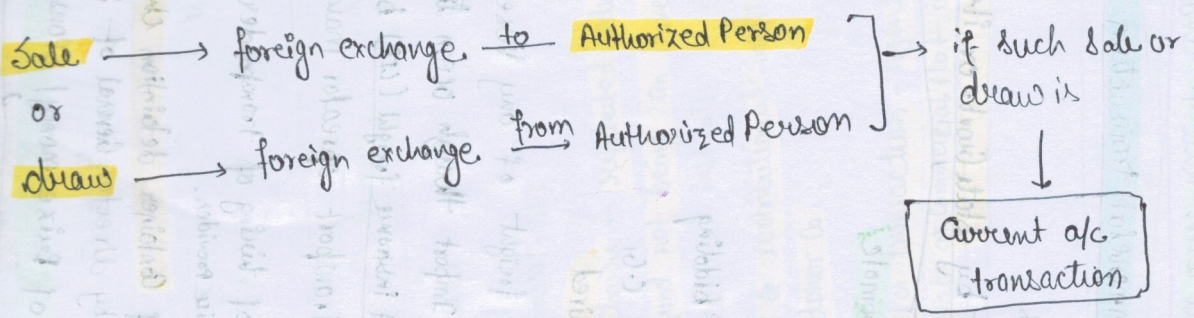 Sale → foreign exchange to Authorized Person → if such sale or
or draw is
draw → foreign exchange from Authorized Person
Current a/c
transaction